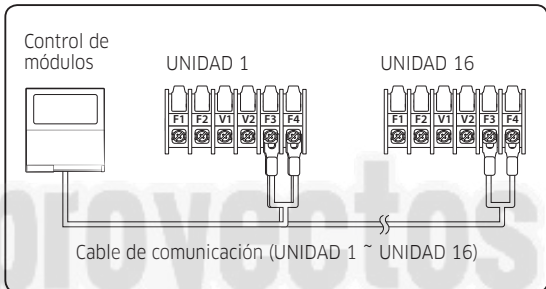 Control de
módulos
UNIDAD 1
UNIDAD 16
F1 F2 V1 V2 F3 F4
F1 F2 V1 V2 F3 F4
proyectos
Cable de comunicación (UNIDAD 1 ~ UNIDAD 16)